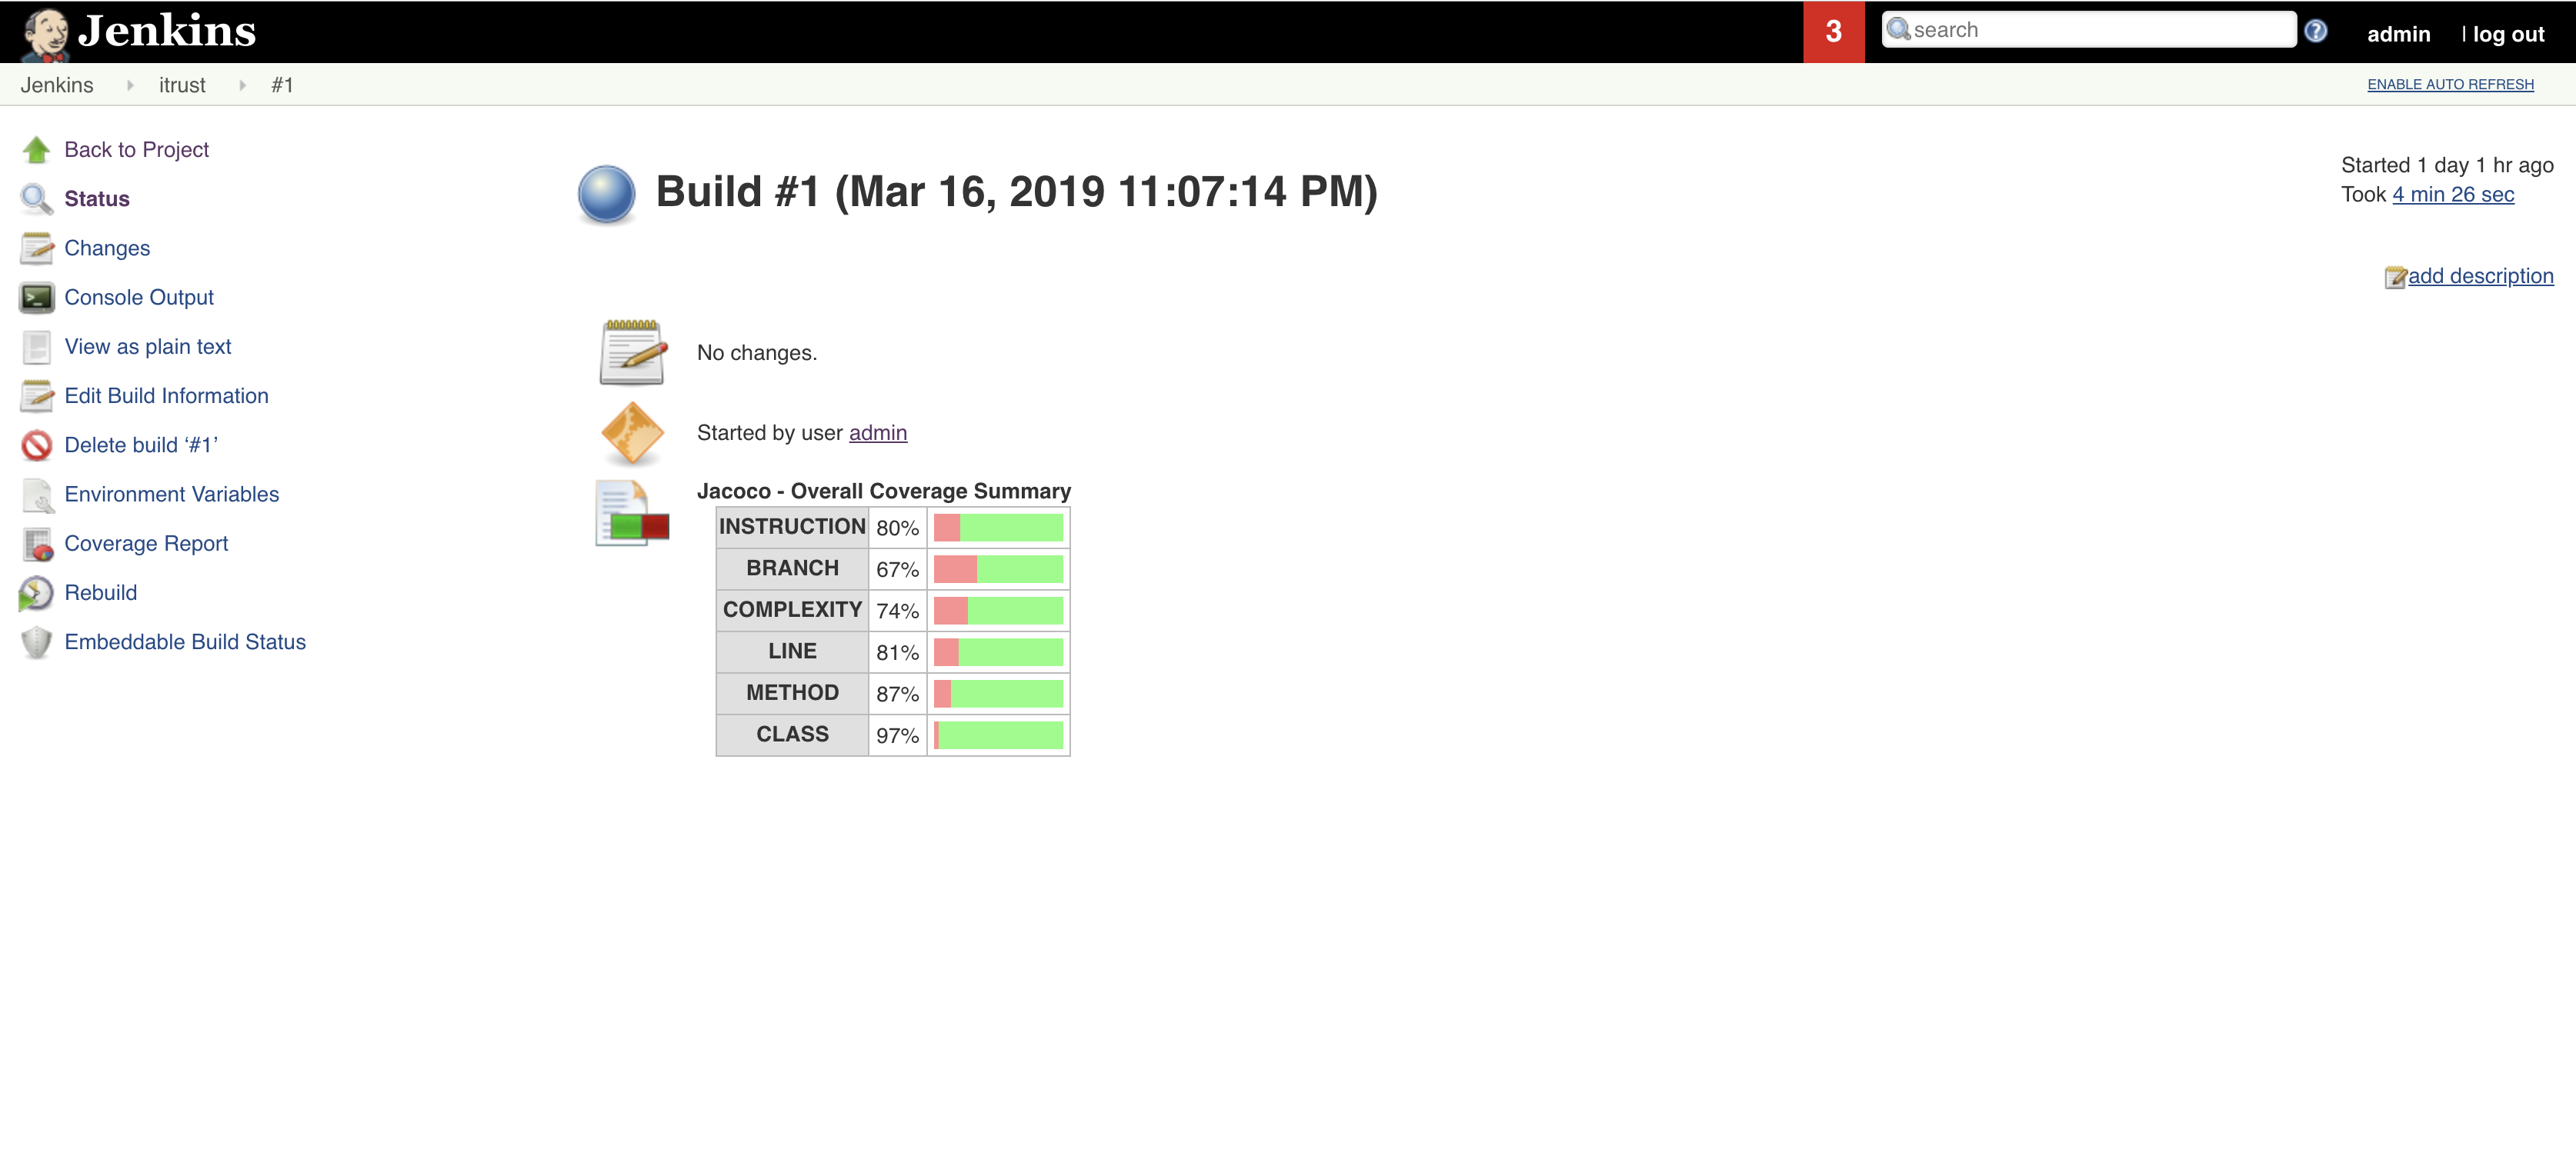 Jenkins
3
search
admin
| log out
Jenkins
itrust
#1
ENABLE AUTO REFRESH
Back to Project
Status
Changes
Console Output
View as plain text
Edit Build Information
Delete build ‘#1’
Environment Variables
Coverage Report
Rebuild
Embeddable Build Status
Build #1 (Mar 16, 2019 11:07:14 PM)
Started 1 day 1 hr ago
Took 4 min 26 sec
add description
No changes.
Started by user admin
Jacoco - Overall Coverage Summary
INSTRUCTION 80%
BRANCH 67%
COMPLEXITY 74%
LINE 81%
METHOD 87%
CLASS 97%